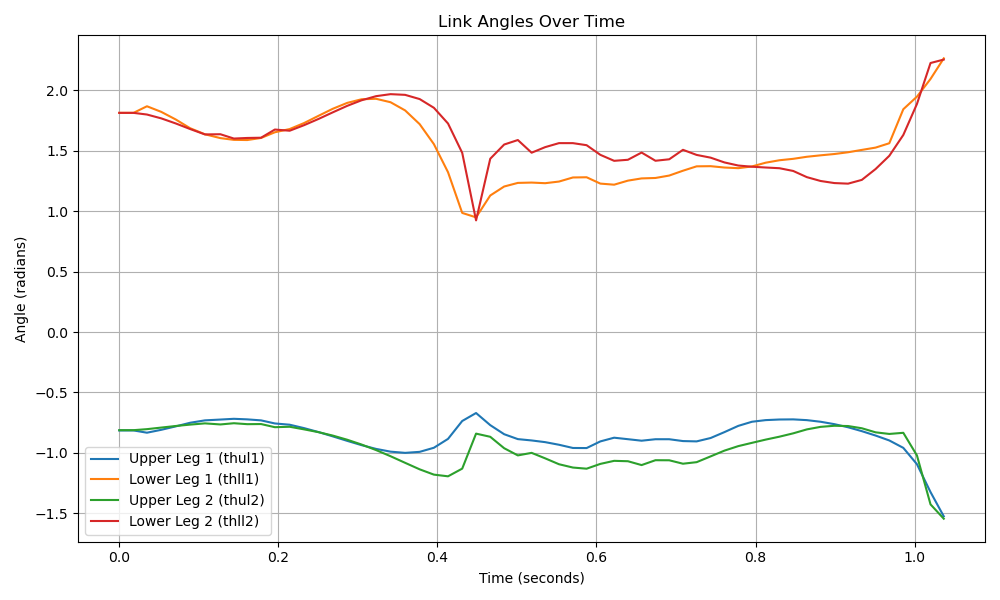 Link Angles Over Time
Angle (radians)
2.0
1.5
1.0
0.5
0.0
−0.5
−1.0
−1.5
Upper Leg 1 (thul1)
Lower Leg 1 (thll1)
Upper Leg 2 (thul2)
Lower Leg 2 (thll2)
0.0 0.2 0.4 0.6 0.8 1.0
Time (seconds)